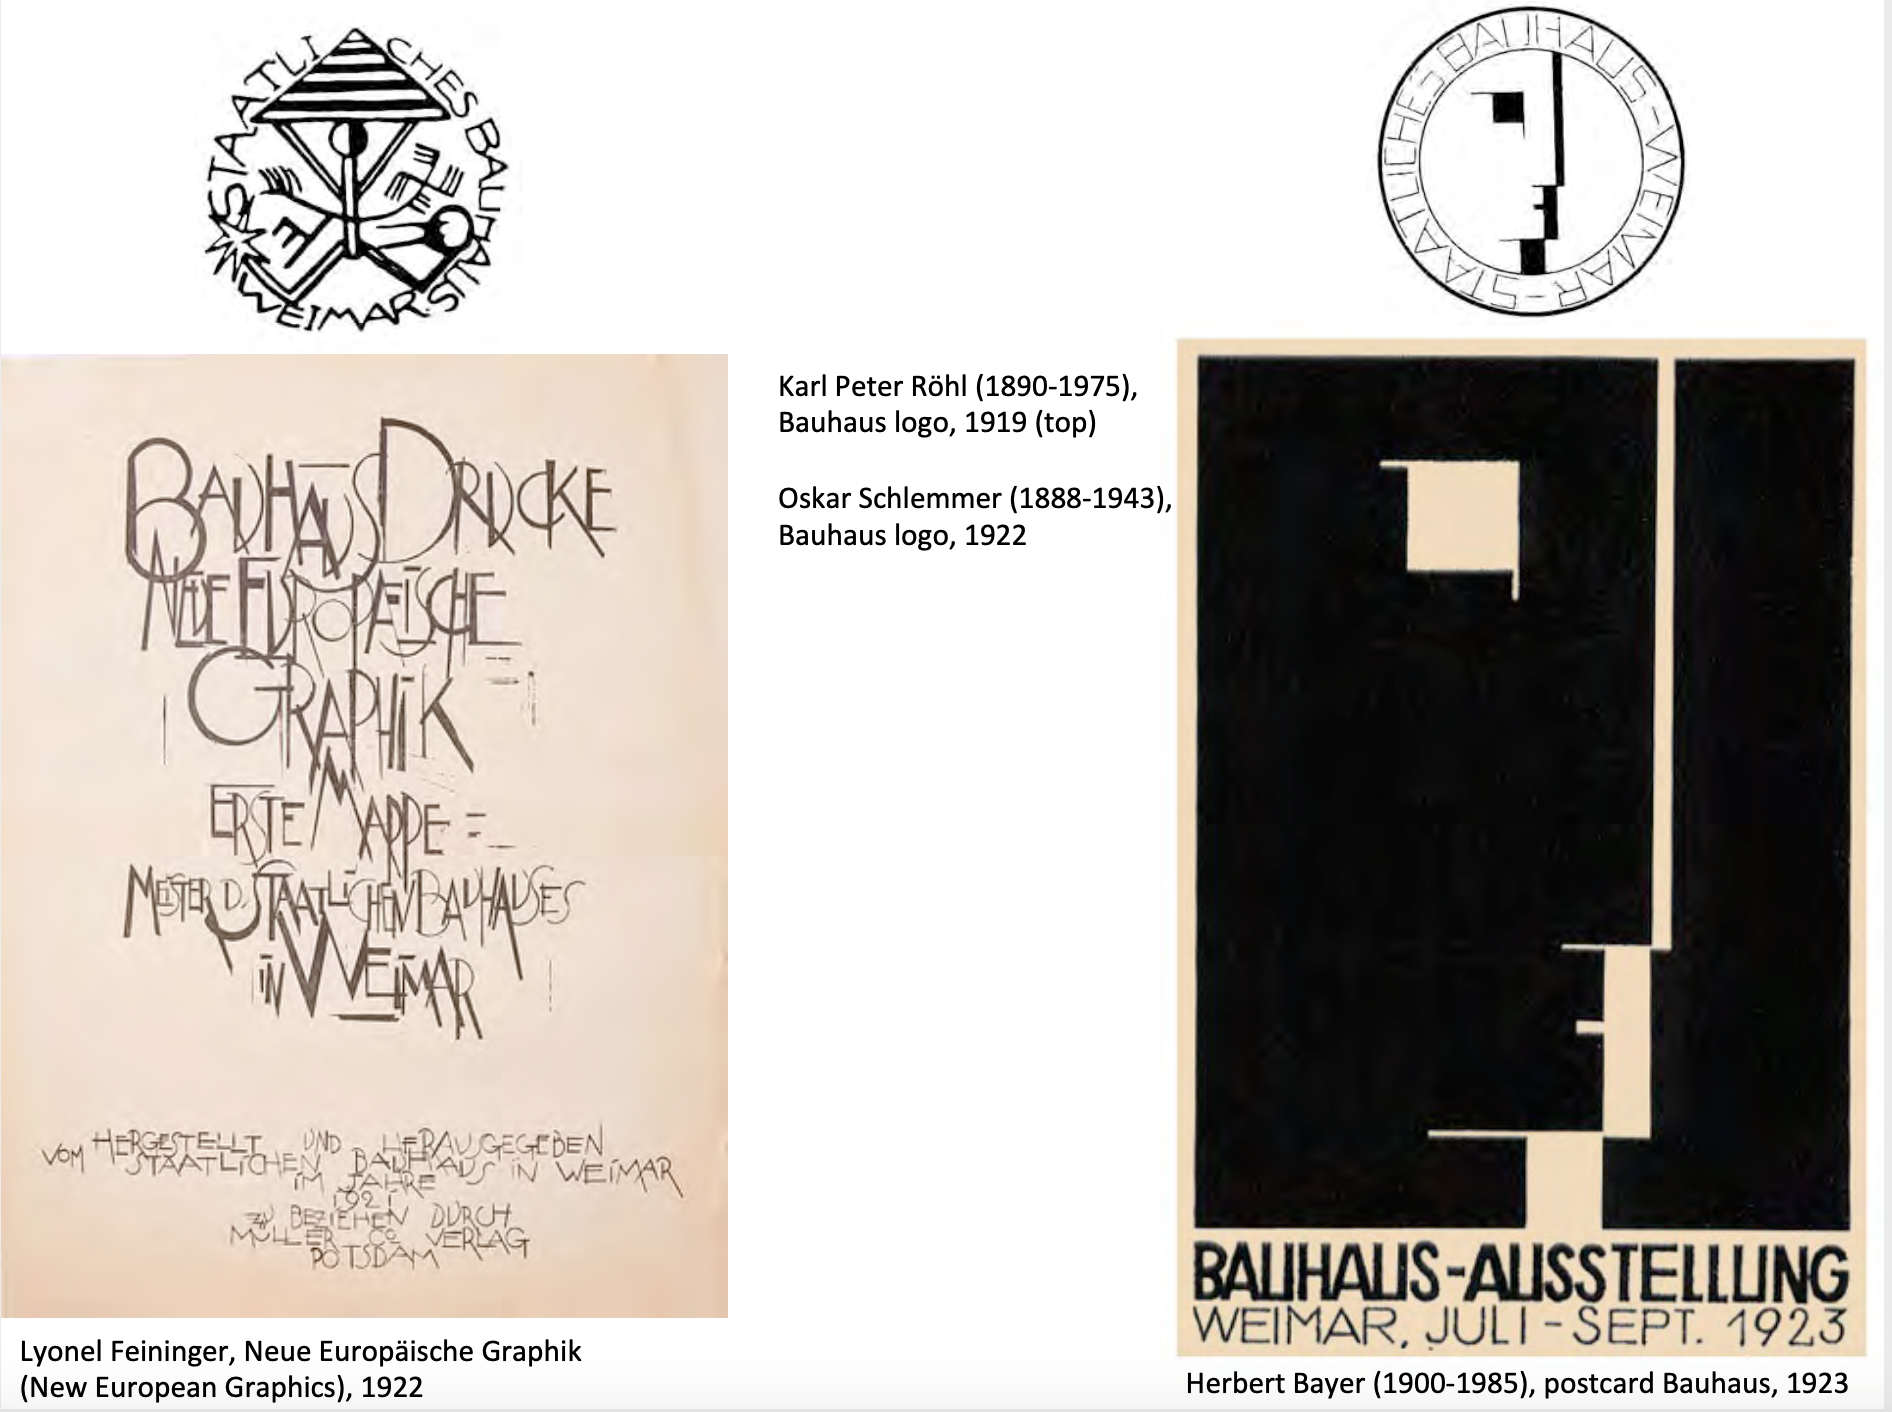 STAATLICHES BAUHAUS WEIMAR
STAATLICHES BAUHAUS-WEIMAR-
BAUHAUS DRUCKE
NEUE EUROPAEISCHE
GRAPHIK
ERSTE MAPPE =
MEISTER D. STAATLICHEN BAUHAUSES
IN WEIMAR
HERGESTELLT UND HERAUSGEGEBEN
VOM STAATLICHEN BAUHAUS IN WEIMAR
IM JAHRE
1921
ZU BEZIEHEN DURCH
MÜLLER & Co VERLAG
POTSDAM
Lyonel Feininger, Neue Europäische Graphik
(New European Graphics), 1922
Karl Peter Röhl (1890-1975),
Bauhaus logo, 1919 (top)
Oskar Schlemmer (1888-1943),
Bauhaus logo, 1922
BAUHAUS-AUSSTELLUNG
WEIMAR, JULI-SEPT. 1923
Herbert Bayer (1900-1985), postcard Bauhaus, 1923